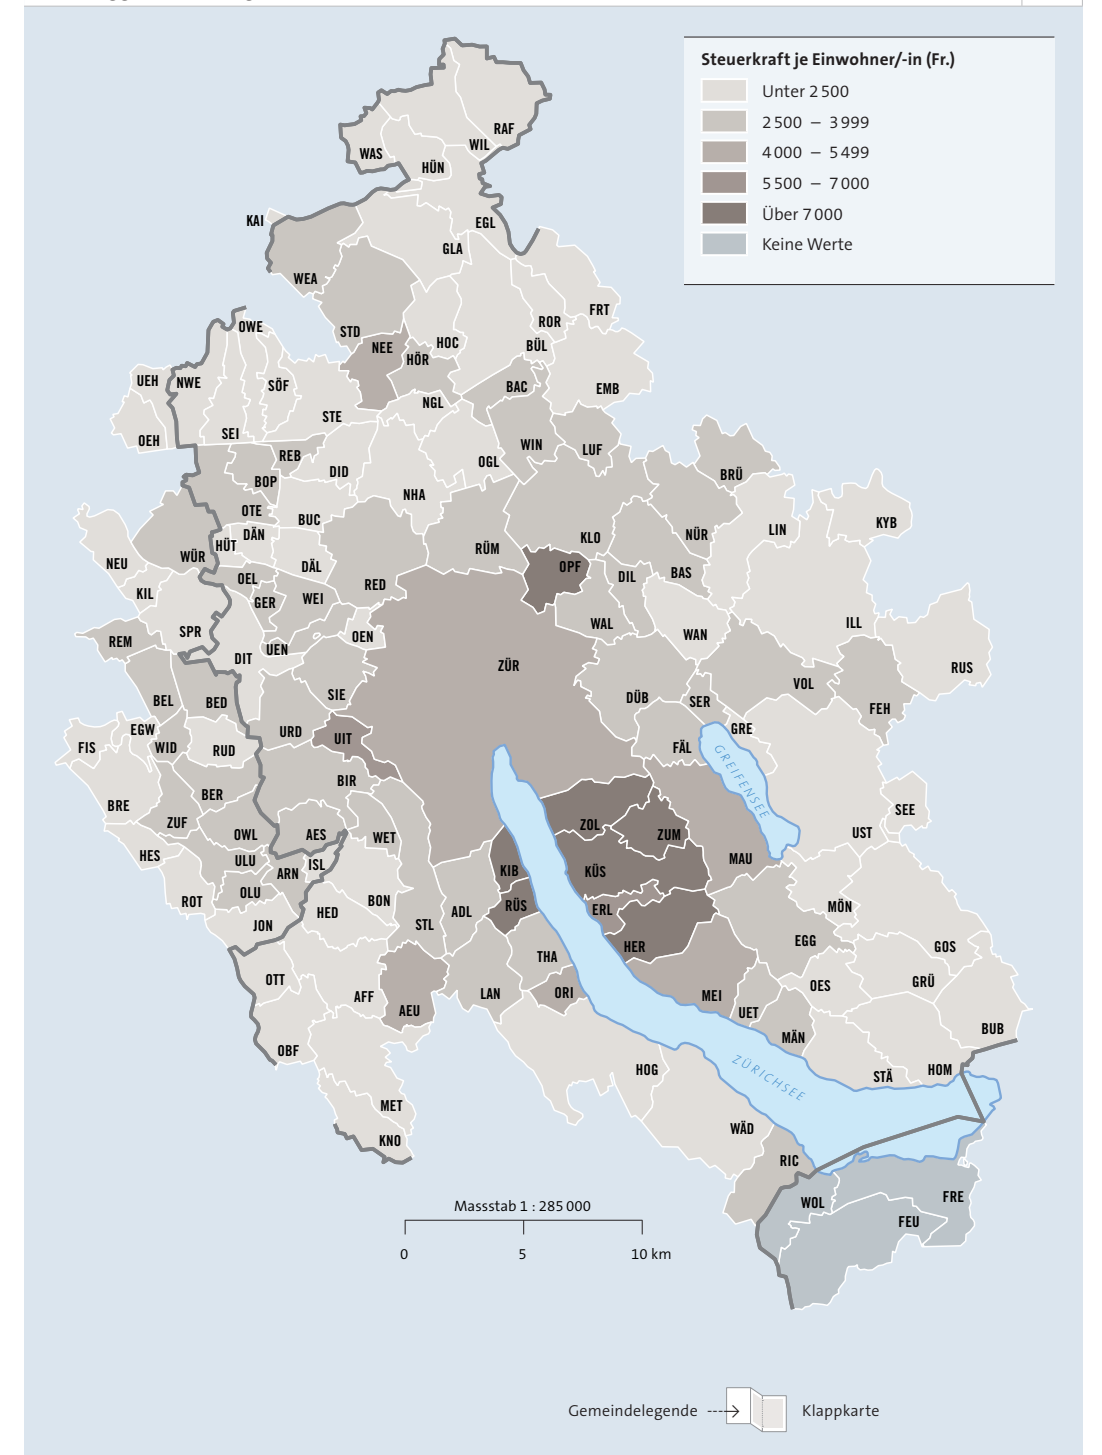 Steuerkraft je Einwohner/-in (Fr.)
Unter 2 500
2 500 – 3 999
4 000 – 5 499
5 500 – 7 000
Über 7 000
Keine Werte
RAF
WIL
WAS
HÜN
KAI
EGL
GLA
WEA
FRT
ROR
OWE
STD
NEE
HOC
BÜL
HÖR
UEH
NWE
SÖF
BAC
EMB
NGL
STE
SEI
OEH
WIN
LUF
REB
OGL
DID
BRÜ
BOP
NHA
OTE
BUC
KYB
LIN
DÄN
NÜR
KLO
HÜT
RÜM
WÜR
NEU
DÄL
OPF
BAS
DIL
OEL
RED
KIL
GER
WEI
WAL
ILL
SPR
WAN
OEN
REM
UEN
DIT
ZÜR
RUS
VOL
SIE
DÜB
BEL
BED
SER
FEH
EGW
URD
GRE
UIT
FIS
WID
RUD
FÄL
BIR
GREIFENSEE
BER
BRE
SEE
ZUF
ZOL
OWL
AES
WET
ZUM
UST
HES
ULU
ISL
MAU
ARN
KIB
KÜS
OLU
ROT
BON
RÜS
MÖN
HED
ADL
ERL
JON
STL
EGG
HER
GOS
THA
OTT
GRÜ
OES
LAN
ORI
MEI
AFF
AEU
UET
BUB
MÄN
OBF
HOG
ZÜRICHSEE
STÄ
HOM
MET
WÄD
KNO
RIC
FRE
WOL
FEU
Massstab 1 : 285 000
0 5 10 km
Gemeindelegende Klappkarte